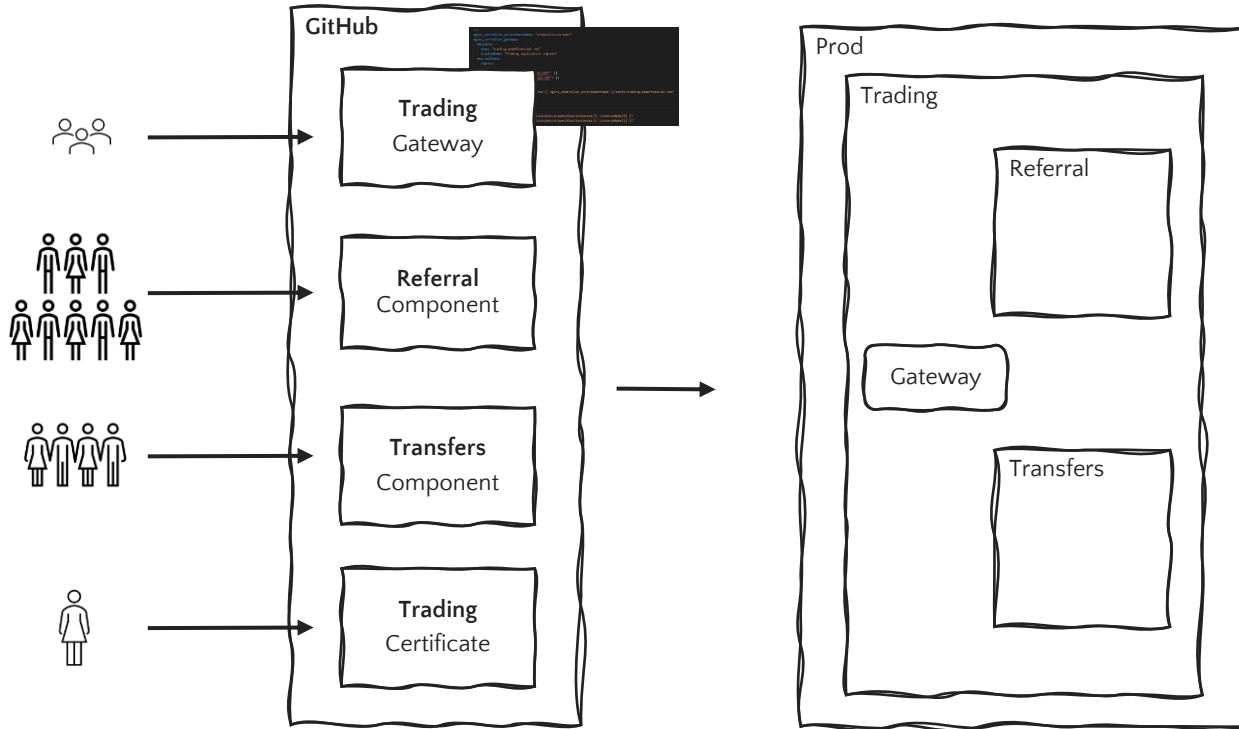 GitHub
Trading
Gateway
Referral
Component
Transfers
Component
Trading
Certificate
Prod
Trading
Referral
Gateway
Transfers